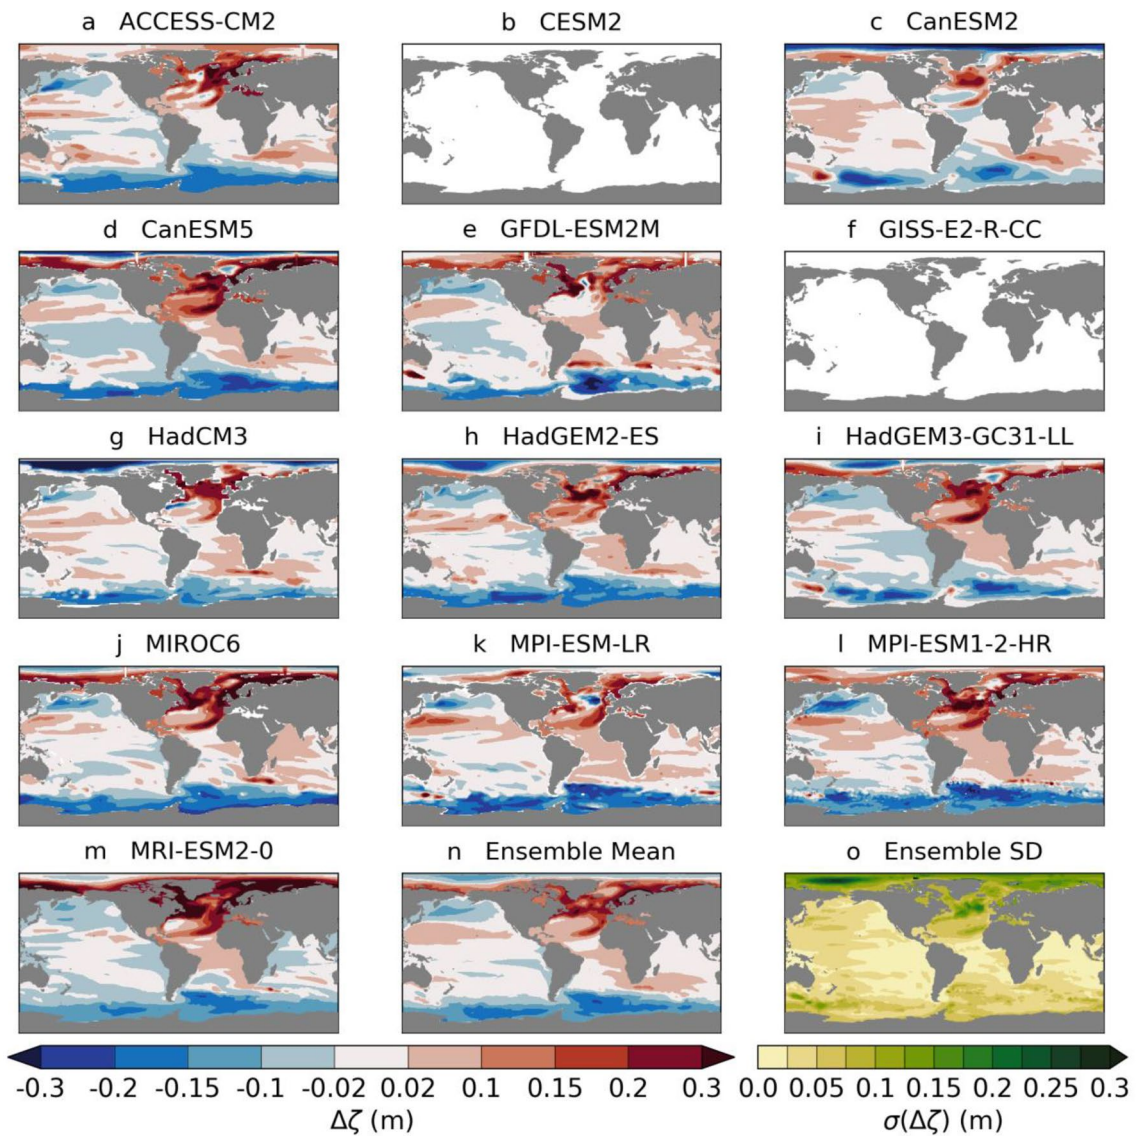 a ACCESS-CM2
b CESM2
c CanESM2
d CanESM5
e GFDL-ESM2M
f GISS-E2-R-CC
g HadCM3
h HadGEM2-ES
i HadGEM3-GC31-LL
j MIROC6
k MPI-ESM-LR
l MPI-ESM1-2-HR
m MRI-ESM2-0
n Ensemble Mean
o Ensemble SD
-0.3 -0.2 -0.15 -0.1 -0.02 0.02 0.1 0.15 0.2 0.3
0.0 0.05 0.1 0.15 0.2 0.25 0.3
Δζ (m)
σ(Δζ) (m)